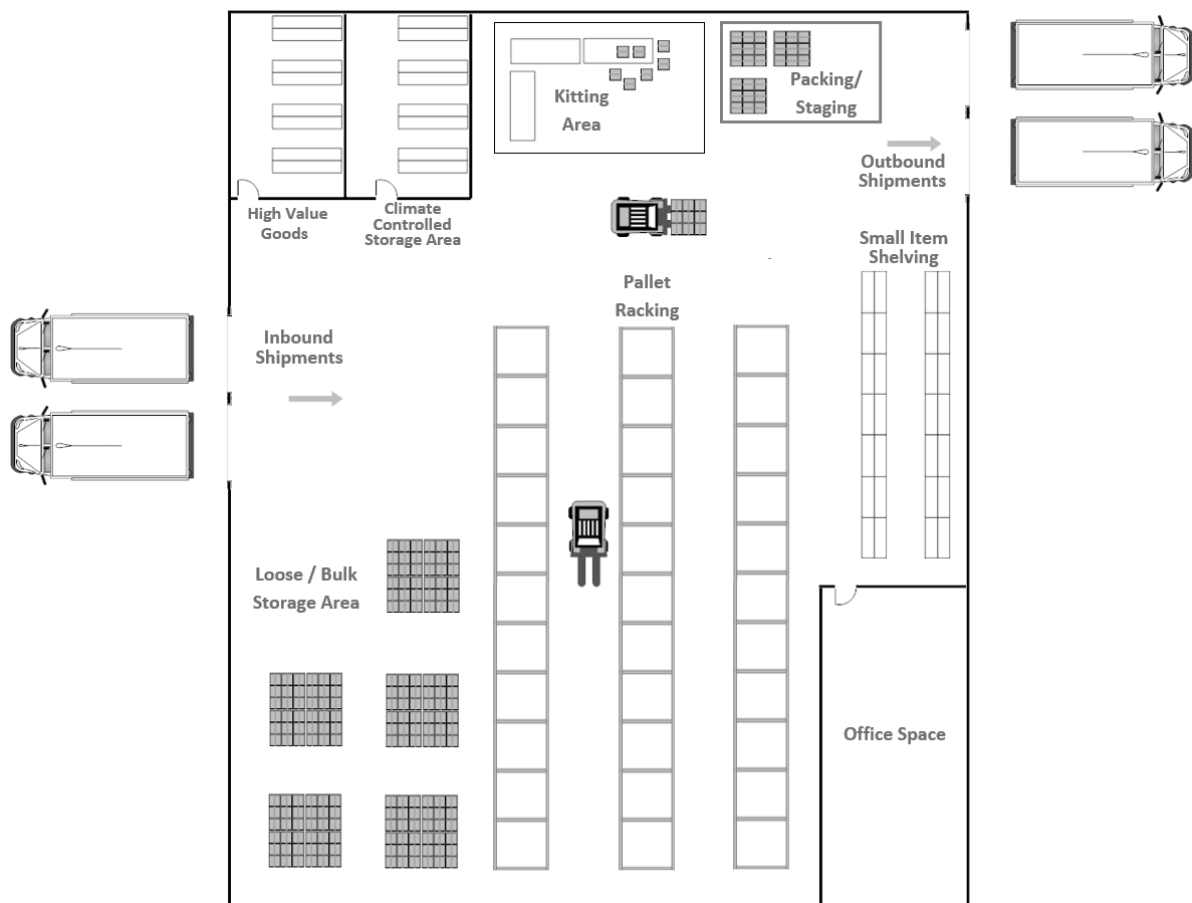 Kitting
Area
Packing/
Staging
Outbound
Shipments
High Value
Goods
Climate
Controlled
Storage Area
Small Item
Shelving
Pallet
Racking
Inbound
Shipments
Loose / Bulk
Storage Area
Office Space